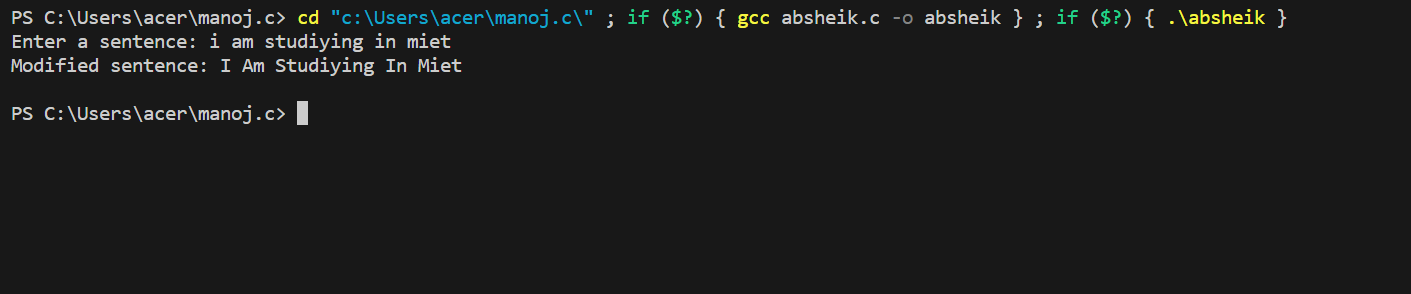 PS C:\Users\acer\manoj.c> cd "c:\Users\acer\manoj.c\" ; if ($?) { gcc absheik.c -o absheik } ; if ($?) { .\absheik }
Enter a sentence: i am studiying in miet
Modified sentence: I Am Studiying In Miet
PS C:\Users\acer\manoj.c>